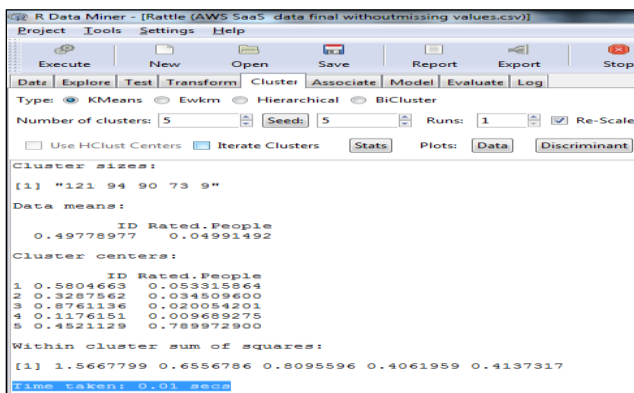 R Data Miner - [Rattle (AWS SaaS data final withoutmissing values.csv)]
Project Tools Settings Help
Execute New Open Save Report Export Stop
Data Explore Test Transform Cluster Associate Model Evaluate Log
Type: KMeans Ewkm Hierarchical BiCluster
Number of clusters: 5 Seed: 5 Runs: 1 Re-Scale
Use HClust Centers Iterate Clusters Stats Plots: Data Discriminant
Cluster sizes:
[1] "121 94 90 73 9"
Data means:
ID Rated.People
0.49778977 0.04991492
Cluster centers:
ID Rated.People
1 0.5804663 0.053315864
2 0.3287562 0.034509600
3 0.8761136 0.020054201
4 0.1176151 0.009689275
5 0.4521129 0.789972900
Within cluster sum of squares:
[1] 1.5667799 0.6556786 0.8095596 0.4061959 0.4137317
Time taken: 0.01 secs